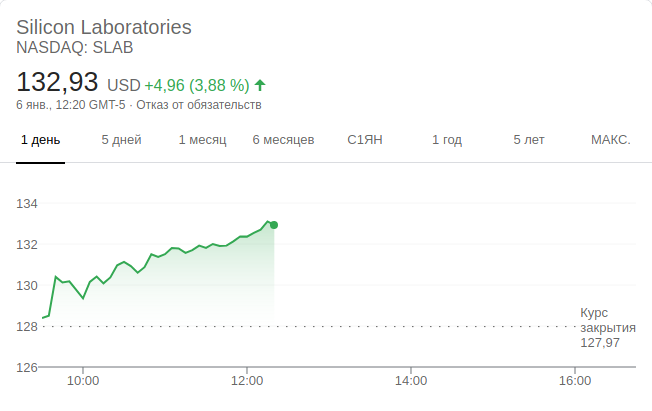 Silicon Laboratories
NASDAQ: SLAB
132,93 USD +4,96 (3,88 %)
6 янв., 12:20 GMT-5 · Отказ от обязательств
1 день 5 дней 1 месяц 6 месяцев С1ЯН 1 год 5 лет МАКС.
134
132
130
128
126
Курс
закрытия
127,97
10:00 12:00 14:00 16:00